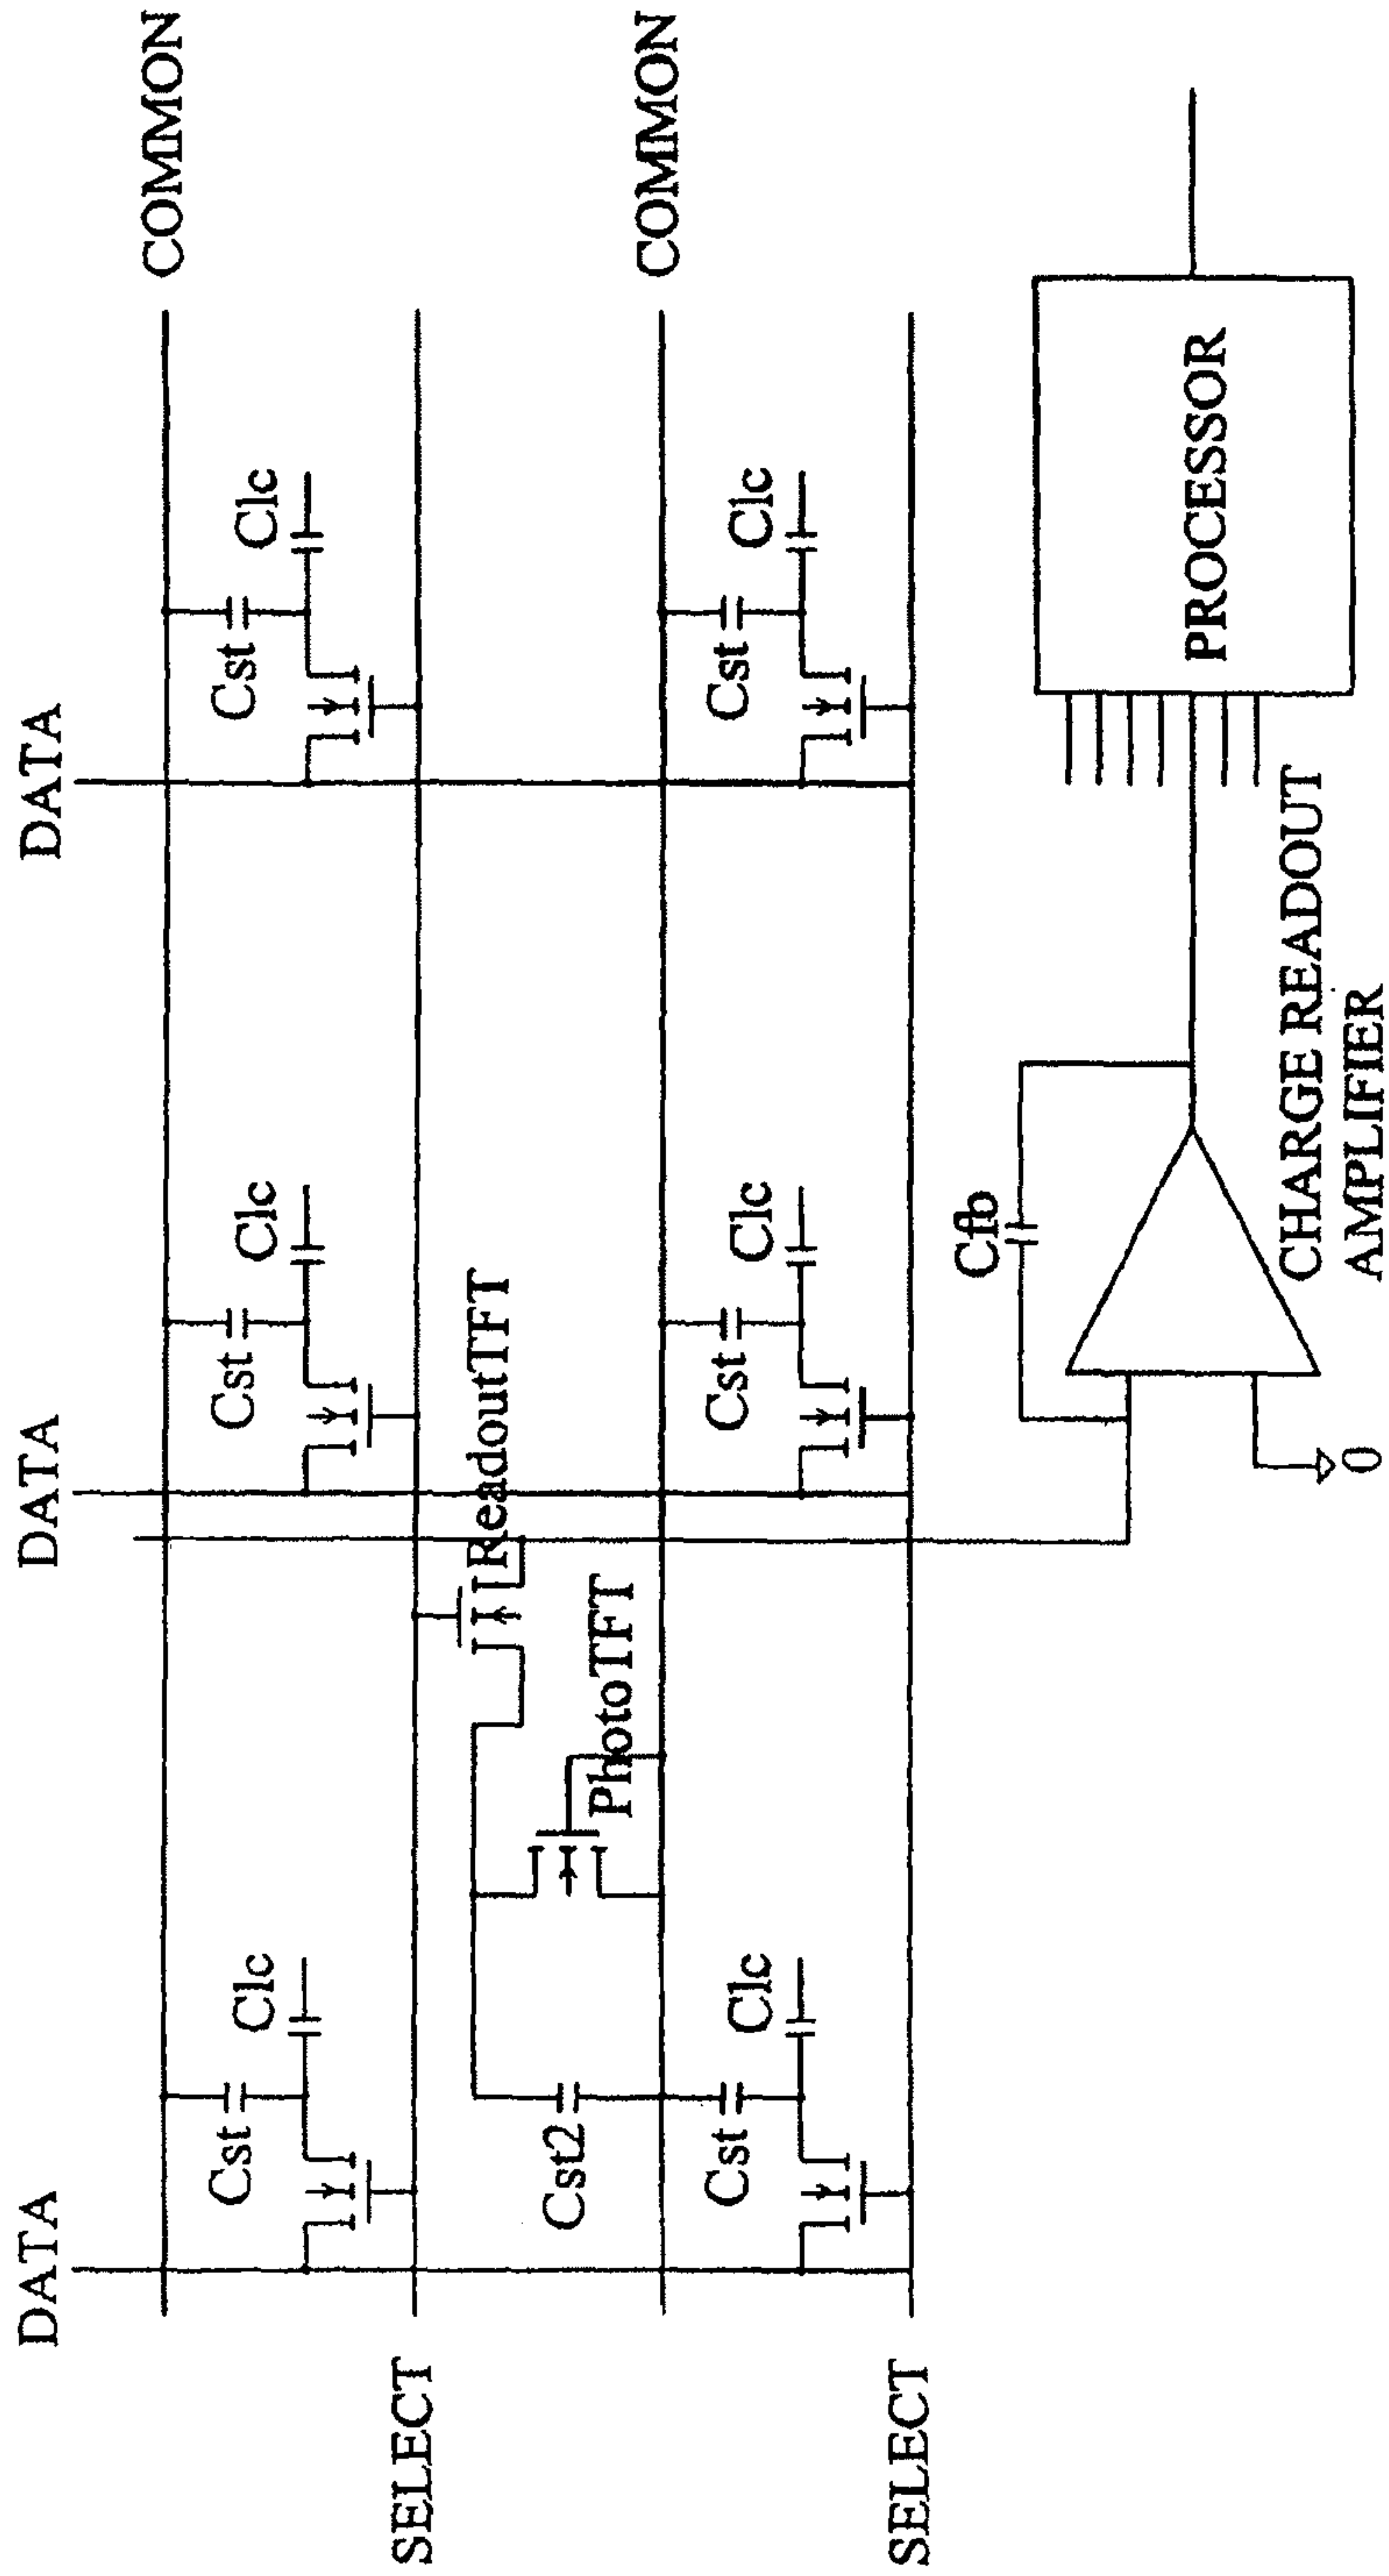 DATA
DATA
DATA
COMMON
Cst
Clc
Cst
Clc
Cst
Clc
SELECT
ReadoutTFT
PhotoTFT
Cst2
COMMON
Cst
Clc
Cst
Clc
Cst
Clc
SELECT
Cfb
0
CHARGE READOUT
AMPLIFIER
PROCESSOR